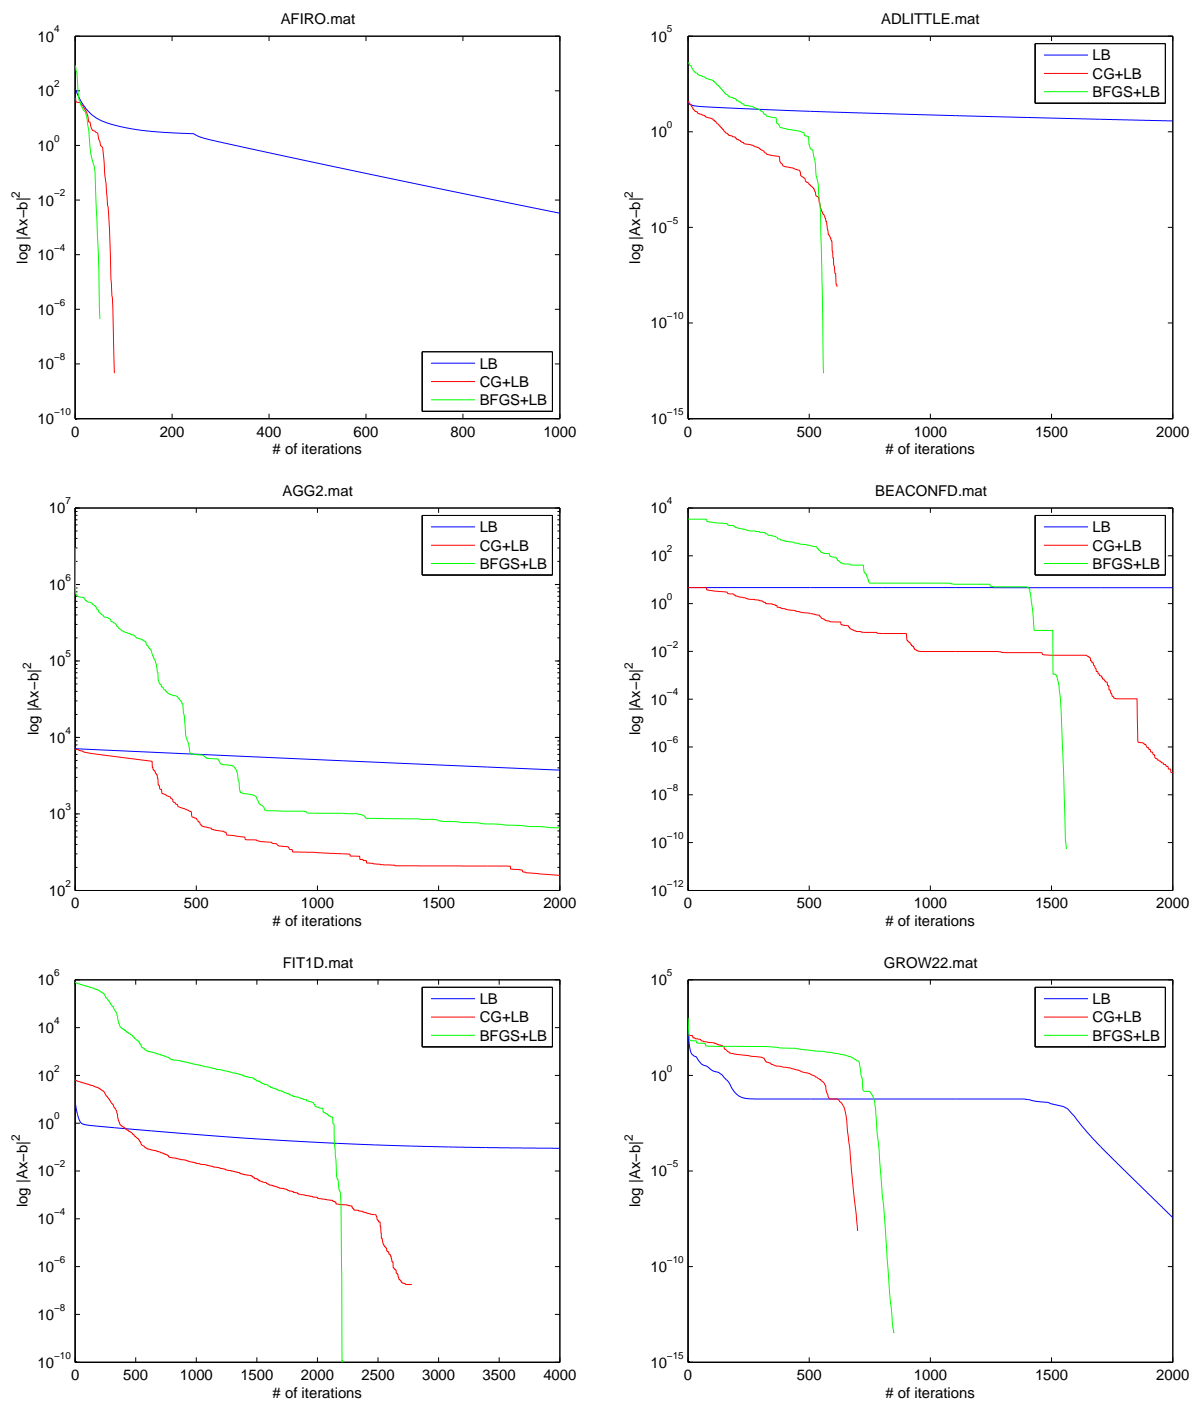 AFIRO.mat
10^4
10^2
10^0
10^−2
10^−4
10^−6
10^−8
10^−10
log |Ax−b|^2
LB
CG+LB
BFGS+LB
0 200 400 600 800 1000
# of iterations
ADLITTLE.mat
10^5
10^0
10^−5
10^−10
10^−15
log |Ax−b|^2
LB
CG+LB
BFGS+LB
0 500 1000 1500 2000
# of iterations
AGG2.mat
10^7
10^6
10^5
10^4
10^3
10^2
log |Ax−b|^2
LB
CG+LB
BFGS+LB
0 500 1000 1500 2000
# of iterations
BEACONFD.mat
10^4
10^2
10^0
10^−2
10^−4
10^−6
10^−8
10^−10
10^−12
log |Ax−b|^2
LB
CG+LB
BFGS+LB
0 500 1000 1500 2000
# of iterations
FIT1D.mat
10^6
10^4
10^2
10^0
10^−2
10^−4
10^−6
10^−8
10^−10
log |Ax−b|^2
LB
CG+LB
BFGS+LB
0 500 1000 1500 2000 2500 3000 3500 4000
# of iterations
GROW22.mat
10^5
10^0
10^−5
10^−10
10^−15
log |Ax−b|^2
LB
CG+LB
BFGS+LB
0 500 1000 1500 2000
# of iterations